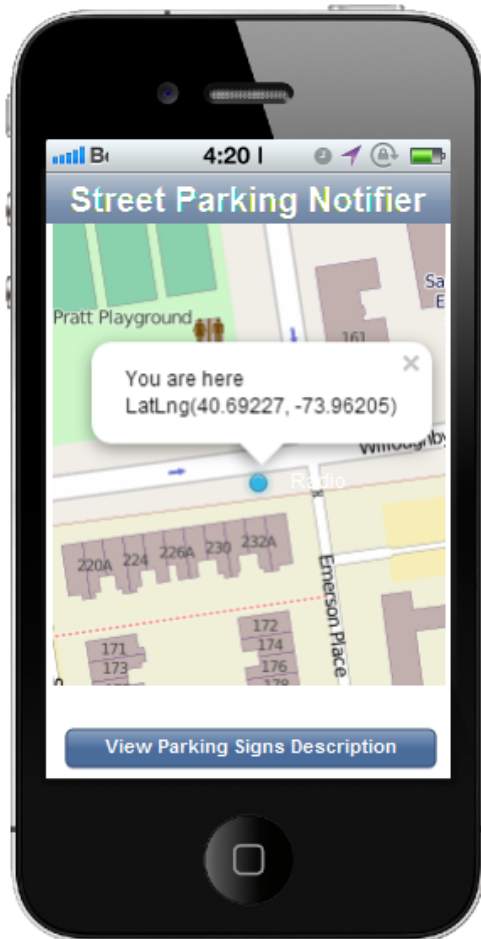 4:20
Street Parking Notifier
Pratt Playground
161
You are here
LatLng(40.69227, -73.96205)
Willoughby
Radio
220A 224 226A 230 232A
Emerson Place
171
173
172
174
176
178
View Parking Signs Description